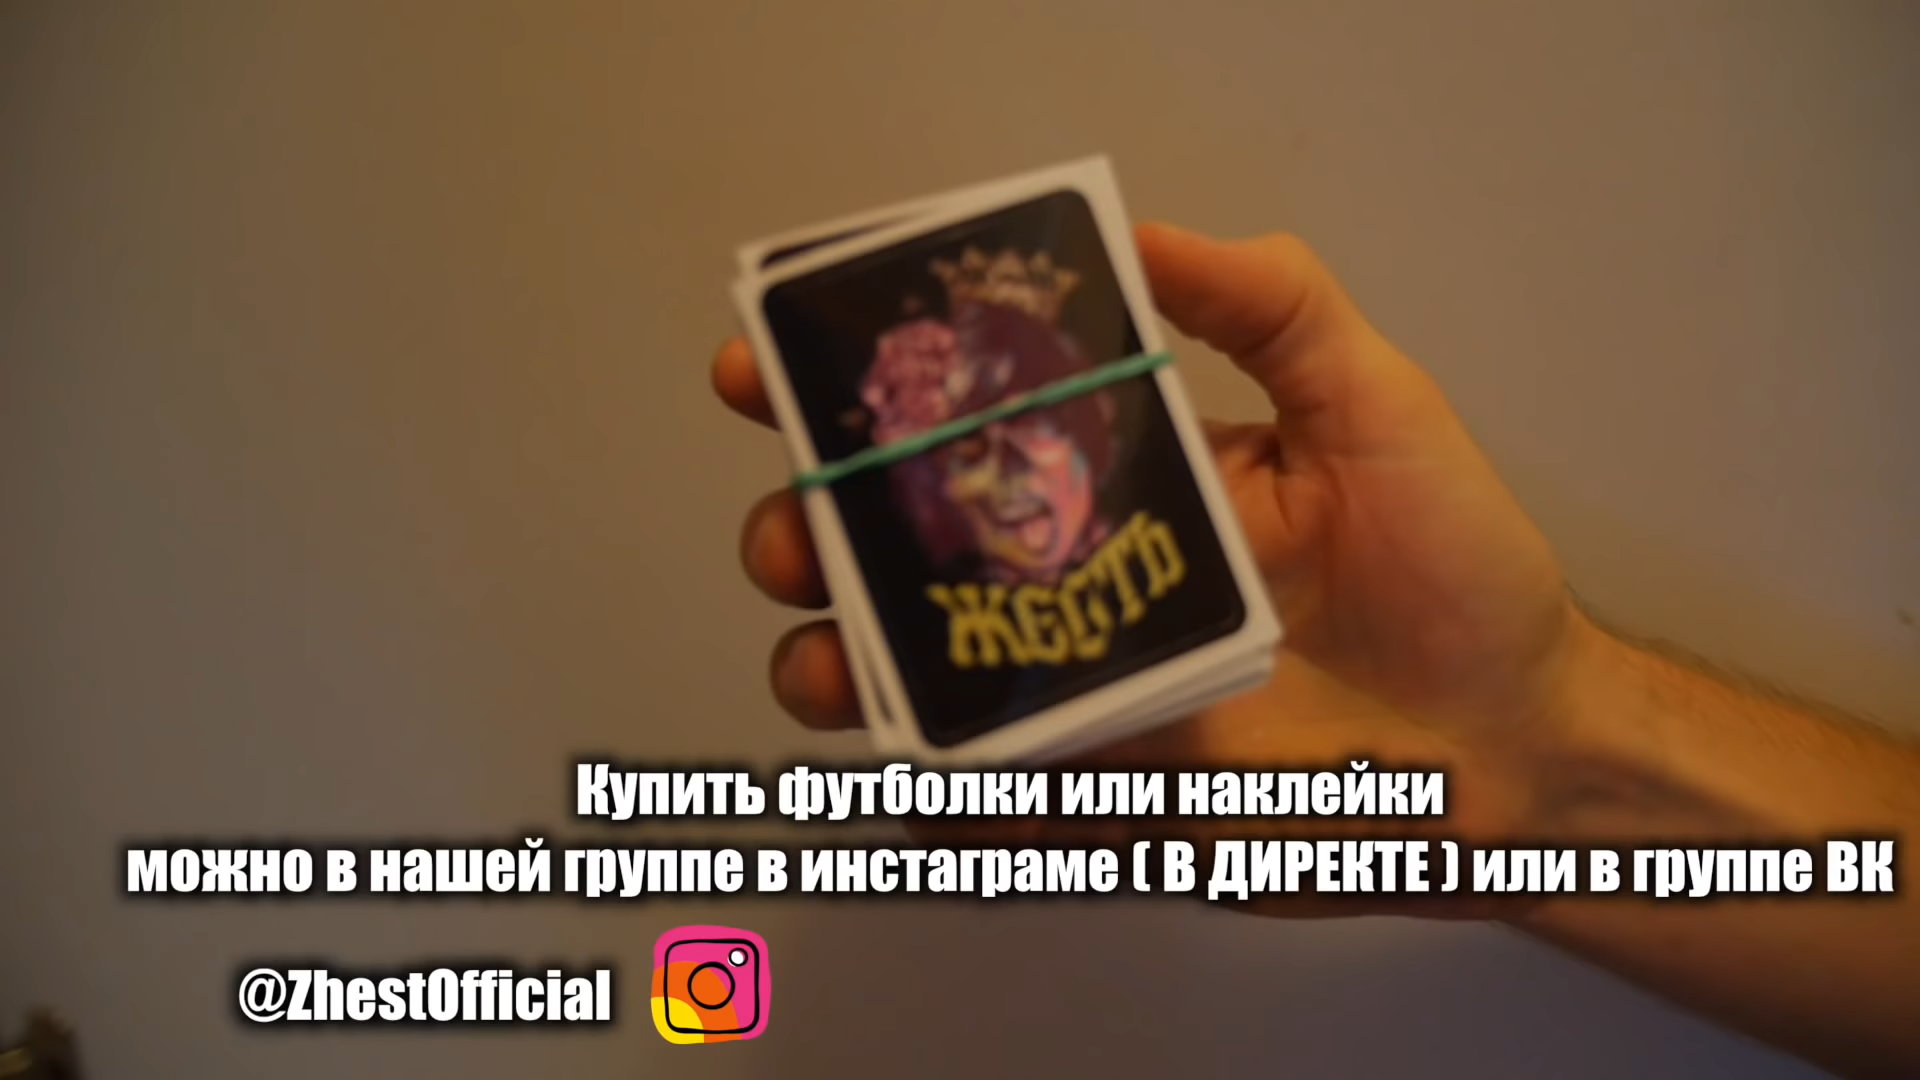 ЖЕСТЬ
Купить футболки или наклейки
можно в нашей группе в инстаграме ( В ДИРЕКТЕ ) или в группе ВК
@ZhestOfficial